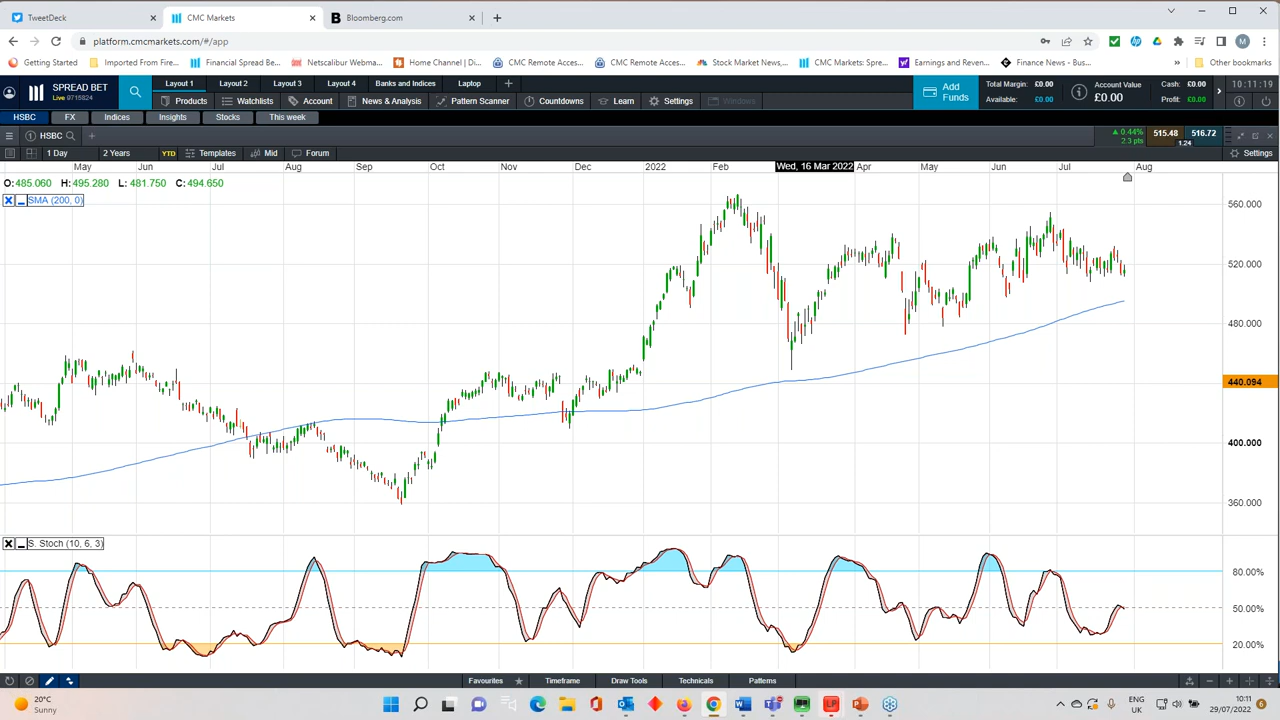 TweetDeck CMC Markets Bloomberg.com
platform.cmcmarkets.com/#/app M
Getting Started Imported From Fire... Financial Spread Be... Netscalibur Webma... Home Channel | Di... CMC Remote Acces... CMC Remote Acces... Stock Market News,... CMC Markets: Spre... Earnings and Reven... Finance News - Bus... » Other bookmarks
SPREAD BET
Live 9715824
Layout 1 Layout 2 Layout 3 Layout 4 Banks and Indices Laptop
Products Watchlists Account News & Analysis Pattern Scanner Countdowns Learn Settings Windows
Add Funds
Total Margin: £0.00
Available: £0.00
Account Value
£0.00
Cash: £0.00
Profit: £0.00
10:11:19
HSBC FX Indices Insights Stocks This week
1 HSBC
0.44%
2.3 pts
515.48 516.72
1.24
1 Day 2 Years YTD Templates Mid Forum Settings
May Jun Jul Aug Sep Oct Nov Dec 2022 Feb Wed, 16 Mar 2022 Apr May Jun Jul Aug
O:485.060 H:495.280 L:481.750 C:494.650
SMA (200, 0)
560.000
520.000
480.000
440.094
400.000
360.000
S. Stoch (10, 6, 3)
80.00%
50.00%
20.00%
Favourites Timeframe Draw Tools Technicals Patterns
20°C
Sunny
ENG
UK
10:11
29/07/2022